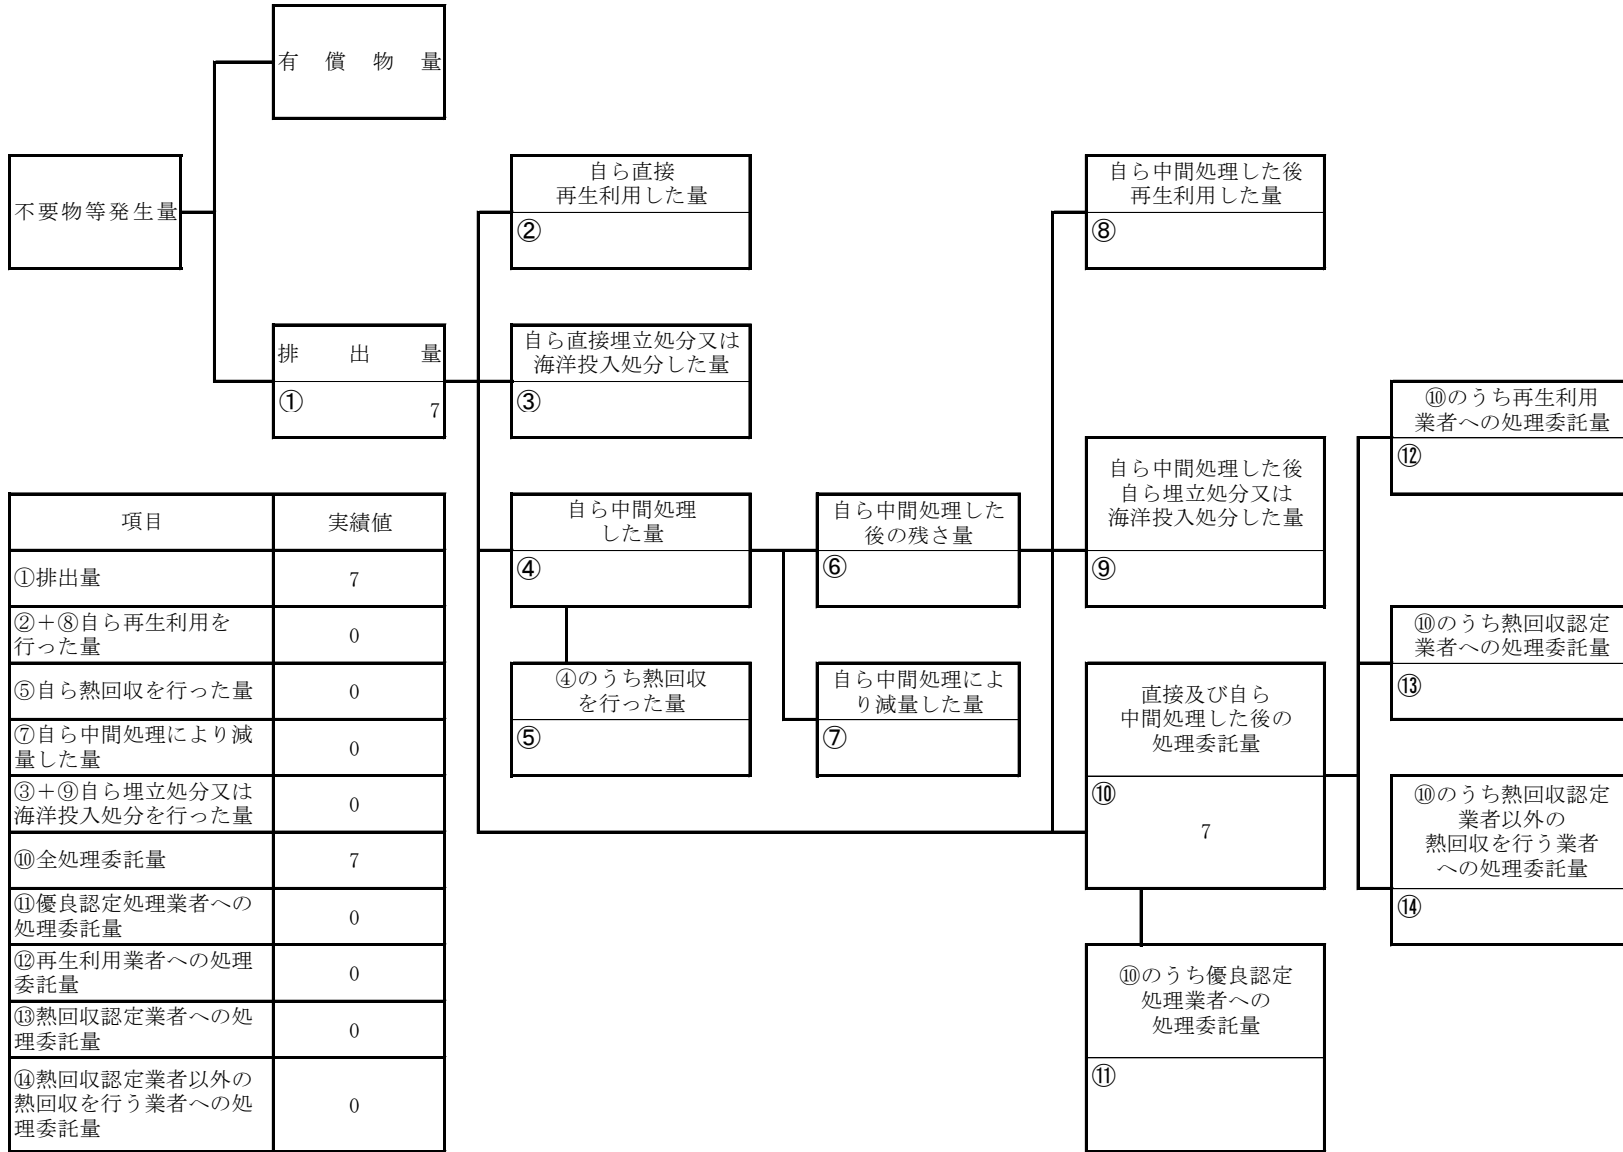 有 償 物 量
不要物等発生量
自ら直接
再生利用した量
②
自ら中間処理した後
再生利用した量
⑧
排 出 量
① 7
自ら直接埋立処分又は
海洋投入処分した量
③
⑩のうち再生利用
業者への処理委託量
⑫
自ら中間処理
した量
④
自ら中間処理した
後の残さ量
⑥
自ら中間処理した後
自ら埋立処分又は
海洋投入処分した量
⑨
⑩のうち熱回収認定
業者への処理委託量
⑬
④のうち熱回収
を行った量
⑤
自ら中間処理によ
り減量した量
⑦
直接及び自ら
中間処理した後の
処理委託量
⑩
7
⑩のうち熱回収認定
業者以外の
熱回収を行う業者
への処理委託量
⑭
⑩のうち優良認定
処理業者への
処理委託量
⑪
項目 実績値
①排出量 7
②＋⑧自ら再生利用を
行った量 0
⑤自ら熱回収を行った量 0
⑦自ら中間処理により減
量した量 0
③＋⑨自ら埋立処分又は
海洋投入処分を行った量 0
⑩全処理委託量 7
⑪優良認定処理業者への
処理委託量 0
⑫再生利用業者への処理
委託量 0
⑬熱回収認定業者への処
理委託量 0
⑭熱回収認定業者以外の
熱回収を行う業者への処
理委託量 0